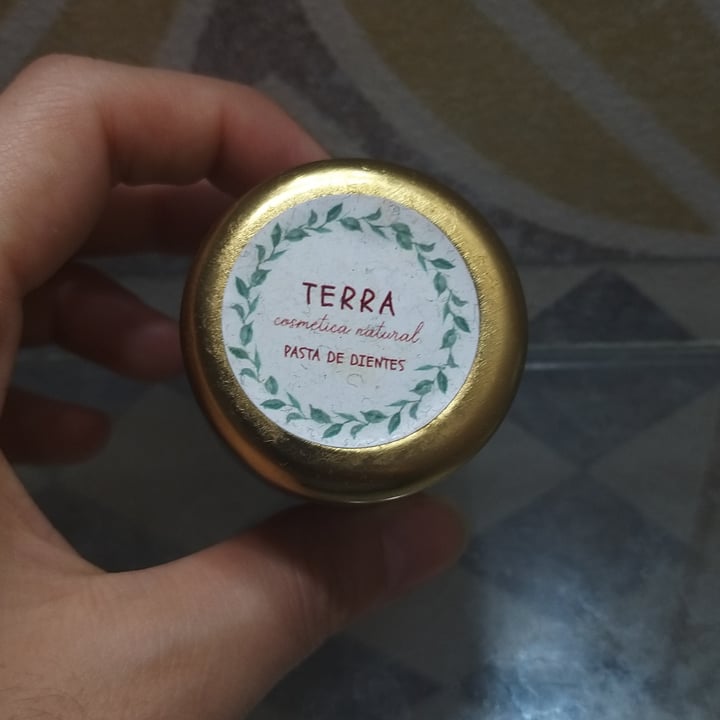 TERRA
cosmética natural
PASTA DE DIENTES